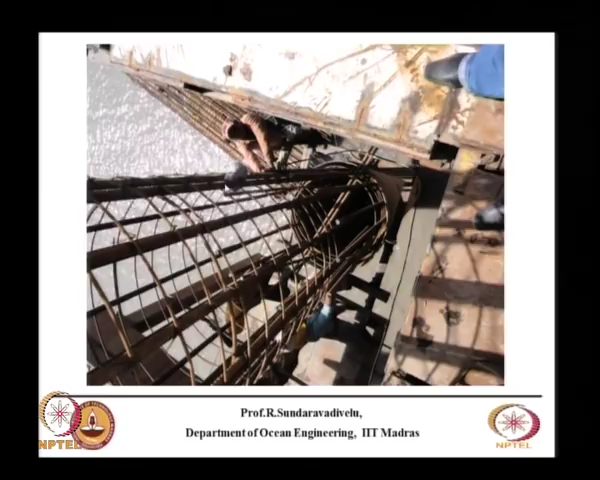 Prof.R.Sundaravadivelu,
Department of Ocean Engineering, IIT Madras
NPTEL
NPTEL